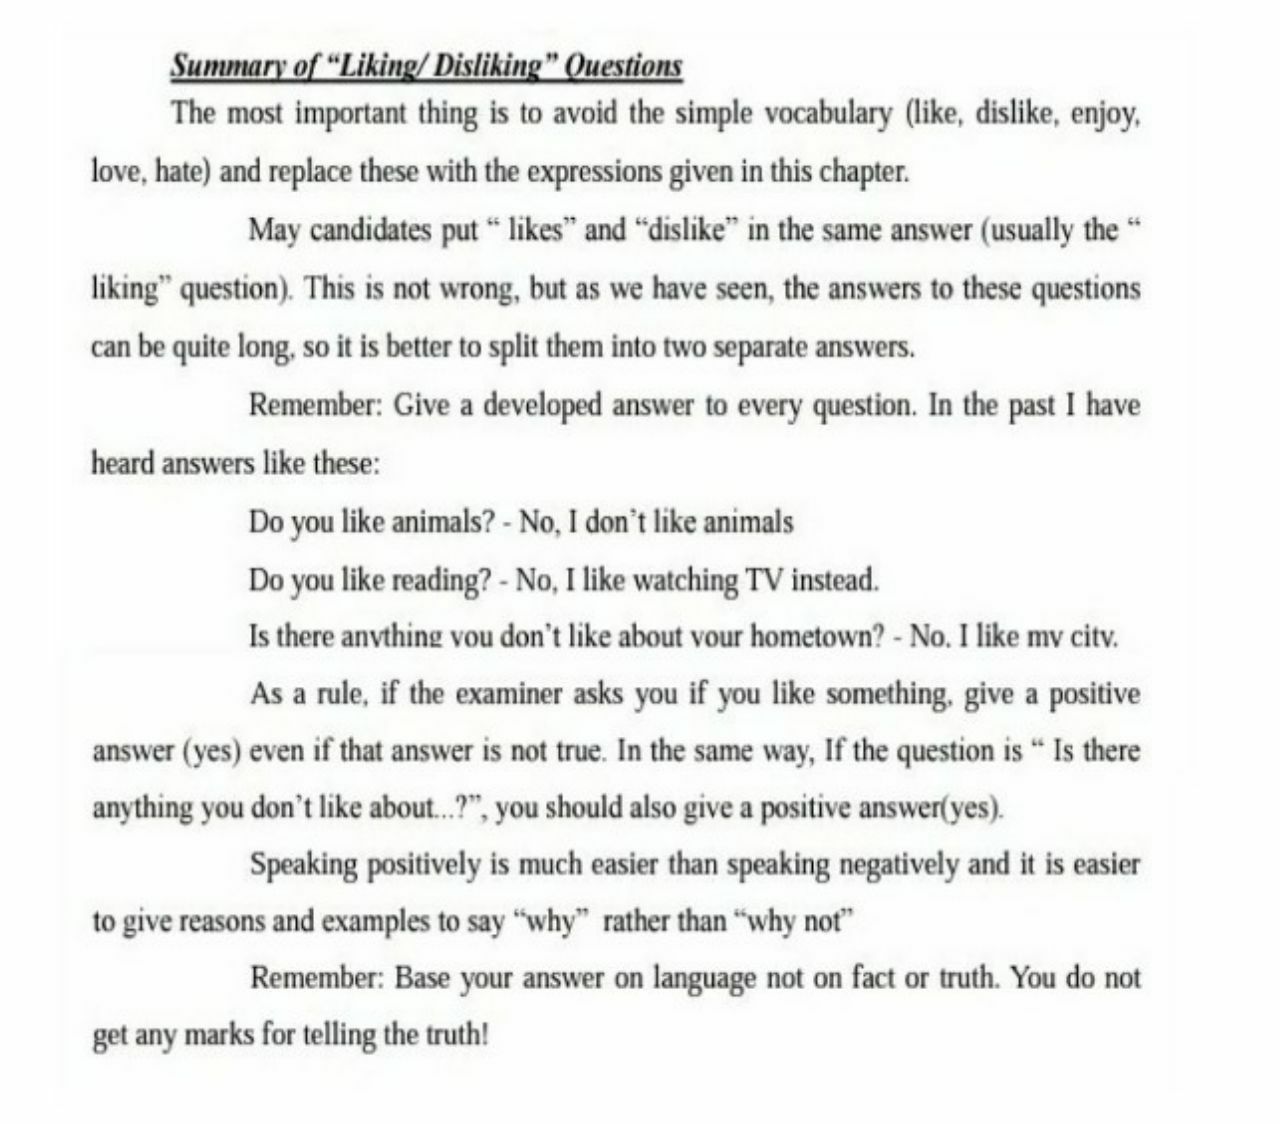 Summary of “Liking/ Disliking” Questions
The most important thing is to avoid the simple vocabulary (like, dislike, enjoy,
love, hate) and replace these with the expressions given in this chapter.
May candidates put “ likes” and “dislike” in the same answer (usually the “
liking” question). This is not wrong, but as we have seen, the answers to these questions
can be quite long, so it is better to split them into two separate answers.
Remember: Give a developed answer to every question. In the past I have
heard answers like these:
Do you like animals? - No, I don’t like animals
Do you like reading? - No, I like watching TV instead.
Is there anything you don’t like about your hometown? - No. I like my city.
As a rule, if the examiner asks you if you like something, give a positive
answer (yes) even if that answer is not true. In the same way, If the question is “ Is there
anything you don’t like about...?”, you should also give a positive answer(yes).
Speaking positively is much easier than speaking negatively and it is easier
to give reasons and examples to say “why” rather than “why not”
Remember: Base your answer on language not on fact or truth. You do not
get any marks for telling the truth!